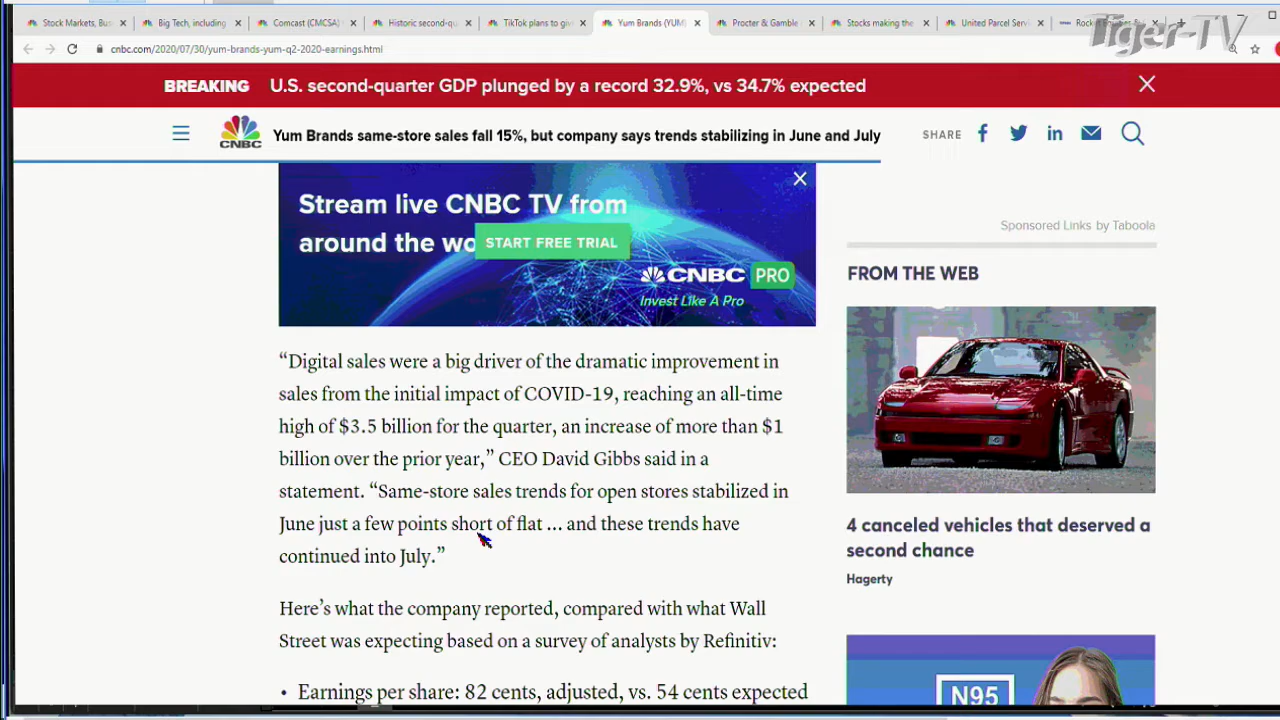 Stock Markets, Busi
Big Tech, including
Comcast (CMCSA)
Historic second-qu
TikTok plans to giv
Yum Brands (YUM)
Procter & Gamble
Stocks making the
United Parcel Servi
Tiger-TV
cnbc.com/2020/07/30/yum-brands-yum-q2-2020-earnings.html
BREAKING U.S. second-quarter GDP plunged by a record 32.9%, vs 34.7% expected
CNBC
Yum Brands same-store sales fall 15%, but company says trends stabilizing in June and July
SHARE
Stream live CNBC TV from
around the wo
START FREE TRIAL
CNBC PRO
Invest Like A Pro
“Digital sales were a big driver of the dramatic improvement in
sales from the initial impact of COVID-19, reaching an all-time
high of $3.5 billion for the quarter, an increase of more than $1
billion over the prior year,” CEO David Gibbs said in a
statement. “Same-store sales trends for open stores stabilized in
June just a few points short of flat ... and these trends have
continued into July.”
Here’s what the company reported, compared with what Wall
Street was expecting based on a survey of analysts by Refinitiv:
• Earnings per share: 82 cents, adjusted, vs. 54 cents expected
Sponsored Links by Taboola
FROM THE WEB
4 canceled vehicles that deserved a
second chance
Hagerty
N95